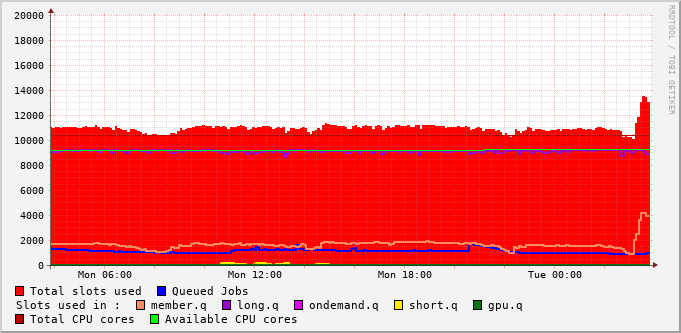 20000
18000
16000
14000
12000
10000
8000
6000
4000
2000
0
Mon 06:00 Mon 12:00 Mon 18:00 Tue 00:00
RRDTOOL / TOBI OETIKER
Total slots used Queued Jobs
Slots used in : member.q long.q ondemand.q short.q gpu.q
Total CPU cores Available CPU cores